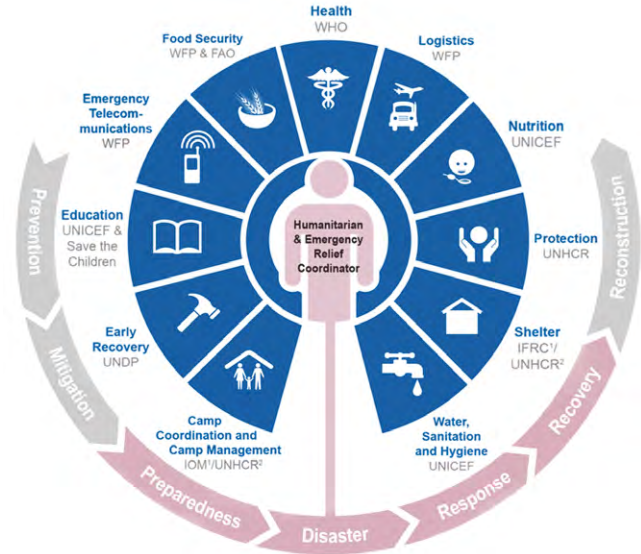 Health
WHO
Food Security
WFP & FAO
Logistics
WFP
Emergency
Telecom-
munications
WFP
Nutrition
UNICEF
Education
UNICEF &
Save the
Children
Humanitarian
& Emergency
Relief
Coordinator
Protection
UNHCR
Early
Recovery
UNDP
Shelter
IFRC¹/
UNHCR²
Camp
Coordination and
Camp Management
IOM¹/UNHCR²
Water,
Sanitation
and Hygiene
UNICEF
Prevention
Mitigation
Preparedness
Disaster
Response
Recovery
Reconstruction